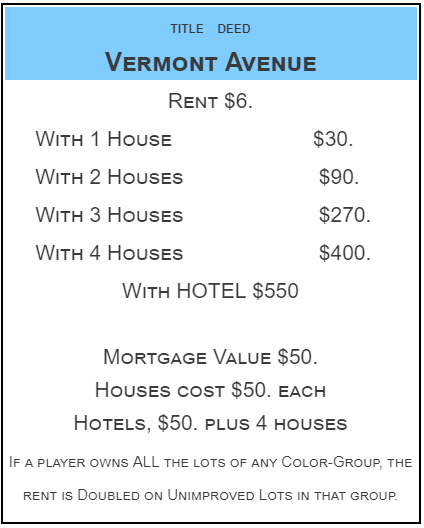 TITLE DEED
VERMONT AVENUE
RENT $6.
WITH 1 HOUSE $30.
WITH 2 HOUSES $90.
WITH 3 HOUSES $270.
WITH 4 HOUSES $400.
WITH HOTEL $550
MORTGAGE VALUE $50.
HOUSES COST $50. EACH
HOTELS, $50. PLUS 4 HOUSES
IF A PLAYER OWNS ALL THE LOTS OF ANY COLOR-GROUP, THE
RENT IS DOUBLED ON UNIMPROVED LOTS IN THAT GROUP.